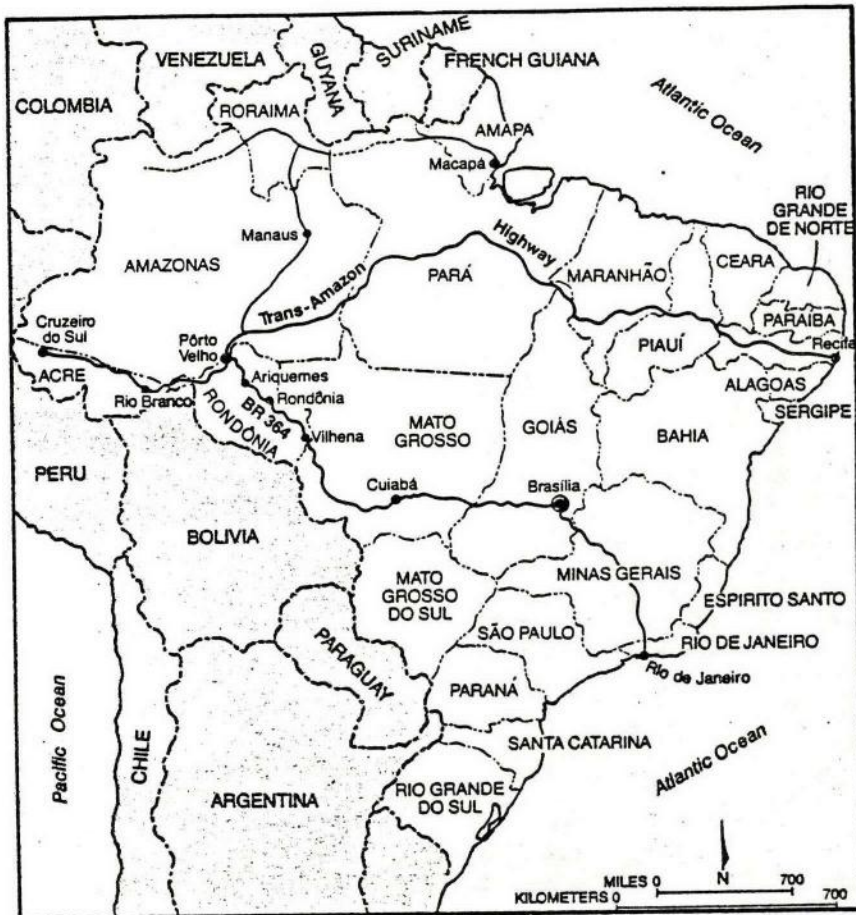 VENEZUELA
GUYANA
SURINAME
FRENCH GUIANA
COLOMBIA
RORAIMA
AMAPA
Atlantic Ocean
Macapá
RIO
GRANDE
DE NORTE
Manaus
Highway
AMAZONAS
PARÁ
MARANHÃO
CEARA
Trans-Amazon
Cruzeiro
do Sul
Pôrto
Velho
PARAIBA
PIAUÍ
Recife
ACRE
Ariquemes
ALAGOAS
Rio Branco
Rondônia
SERGIPE
BR 364
RONDÔNIA
Vilhena
MATO
GROSSO
GOIÁS
BAHIA
PERU
Cuiabá
Brasília
BOLIVIA
MATO
GROSSO
DO SUL
MINAS GERAIS
ESPIRITO SANTO
SÃO PAULO
RIO DE JANEIRO
Rio de Janeiro
PARAGUAY
PARANÁ
Pacific Ocean
CHILE
SANTA CATARINA
Atlantic Ocean
ARGENTINA
RIO GRANDE
DO SUL
MILES 0 N 700
KILOMETERS 0 700